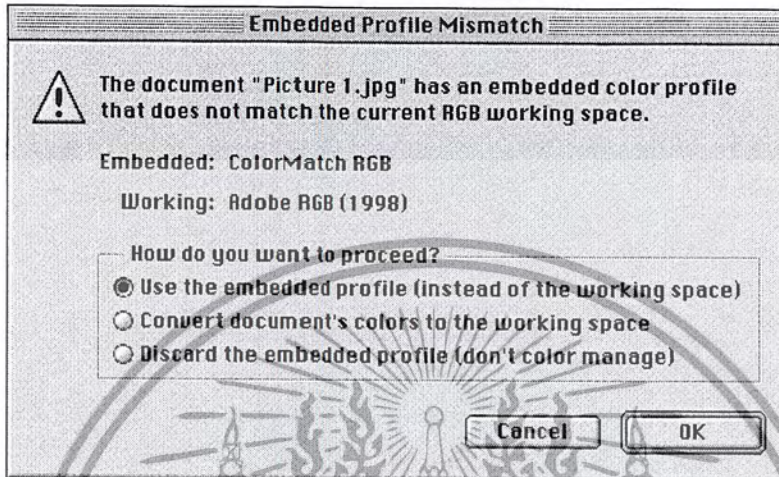 Embedded Profile Mismatch
The document "Picture 1.jpg" has an embedded color profile
that does not match the current RGB working space.
Embedded: ColorMatch RGB
Working: Adobe RGB (1998)
How do you want to proceed?
Use the embedded profile (instead of the working space)
Convert document's colors to the working space
Discard the embedded profile (don't color manage)
Cancel
OK